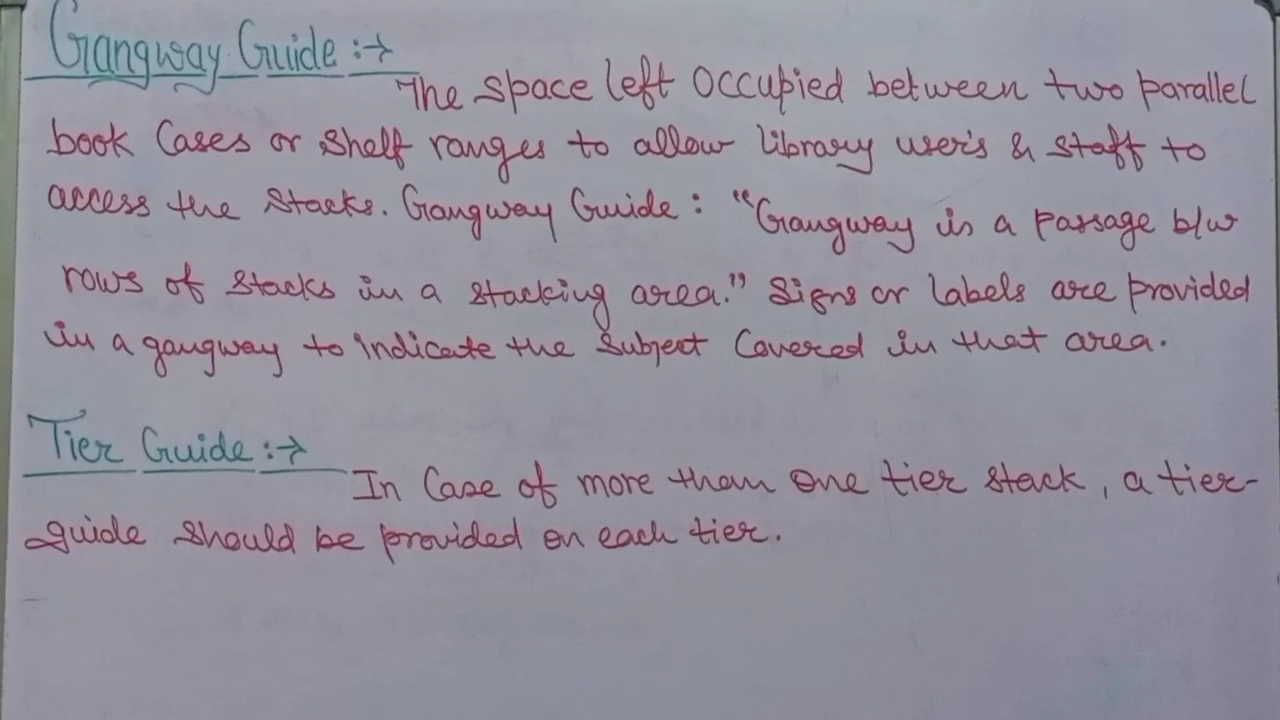 Gangway Guide :→
The space left occupied between two parallel
book Cases or Shelf ranges to allow library user's & staff to
access the Stacks. Gangway Guide : "Gangway is a passage b/w
rows of stacks in a stacking area." Signs or labels are provided
in a gangway to indicate the Subject Covered in that area.
Tier Guide :→
In Case of more than one tier stack, a tier-
guide should be provided on each tier.